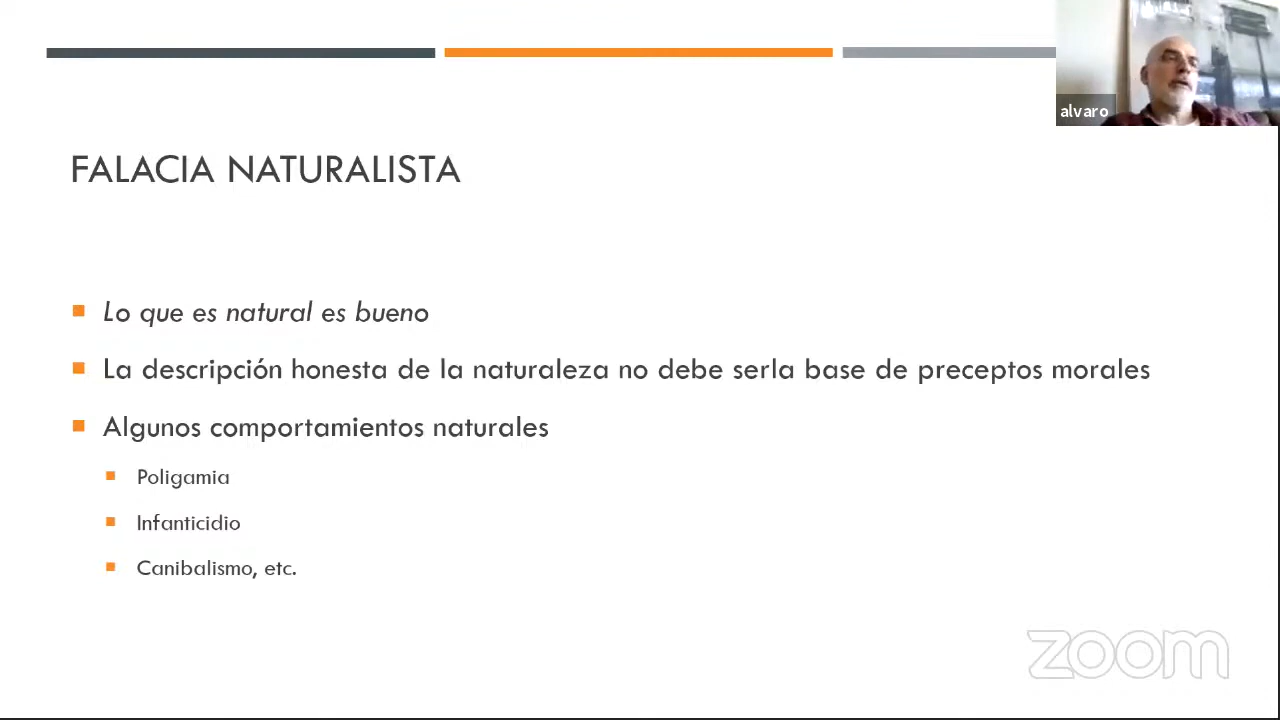 alvaro
FALACIA NATURALISTA
Lo que es natural es bueno
La descripción honesta de la naturaleza no debe serla base de preceptos morales
Algunos comportamientos naturales
Poligamia
Infanticidio
Canibalismo, etc.
zoom